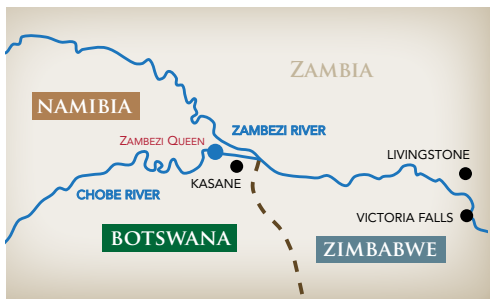 ZAMBIA
NAMIBIA
ZAMBEZI QUEEN
ZAMBEZI RIVER
LIVINGSTONE
KASANE
CHOBE RIVER
VICTORIA FALLS
BOTSWANA
ZIMBABWE